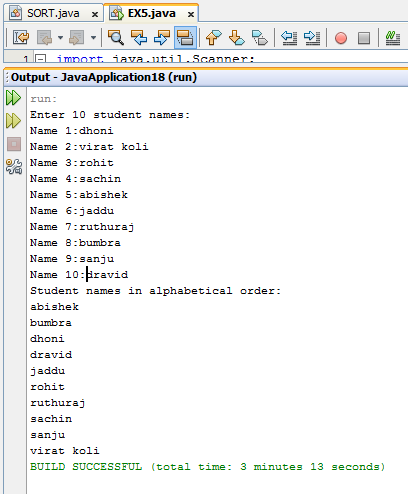 SORT.java x EX5.java x
1 import java.util.Scanner;
Output - JavaApplication18 (run)
run:
Enter 10 student names:
Name 1:dhoni
Name 2:virat koli
Name 3:rohit
Name 4:sachin
Name 5:abishek
Name 6:jaddu
Name 7:ruthuraj
Name 8:bumbra
Name 9:sanju
Name 10:dravid
Student names in alphabetical order:
abishek
bumbra
dhoni
dravid
jaddu
rohit
ruthuraj
sachin
sanju
virat koli
BUILD SUCCESSFUL (total time: 3 minutes 13 seconds)